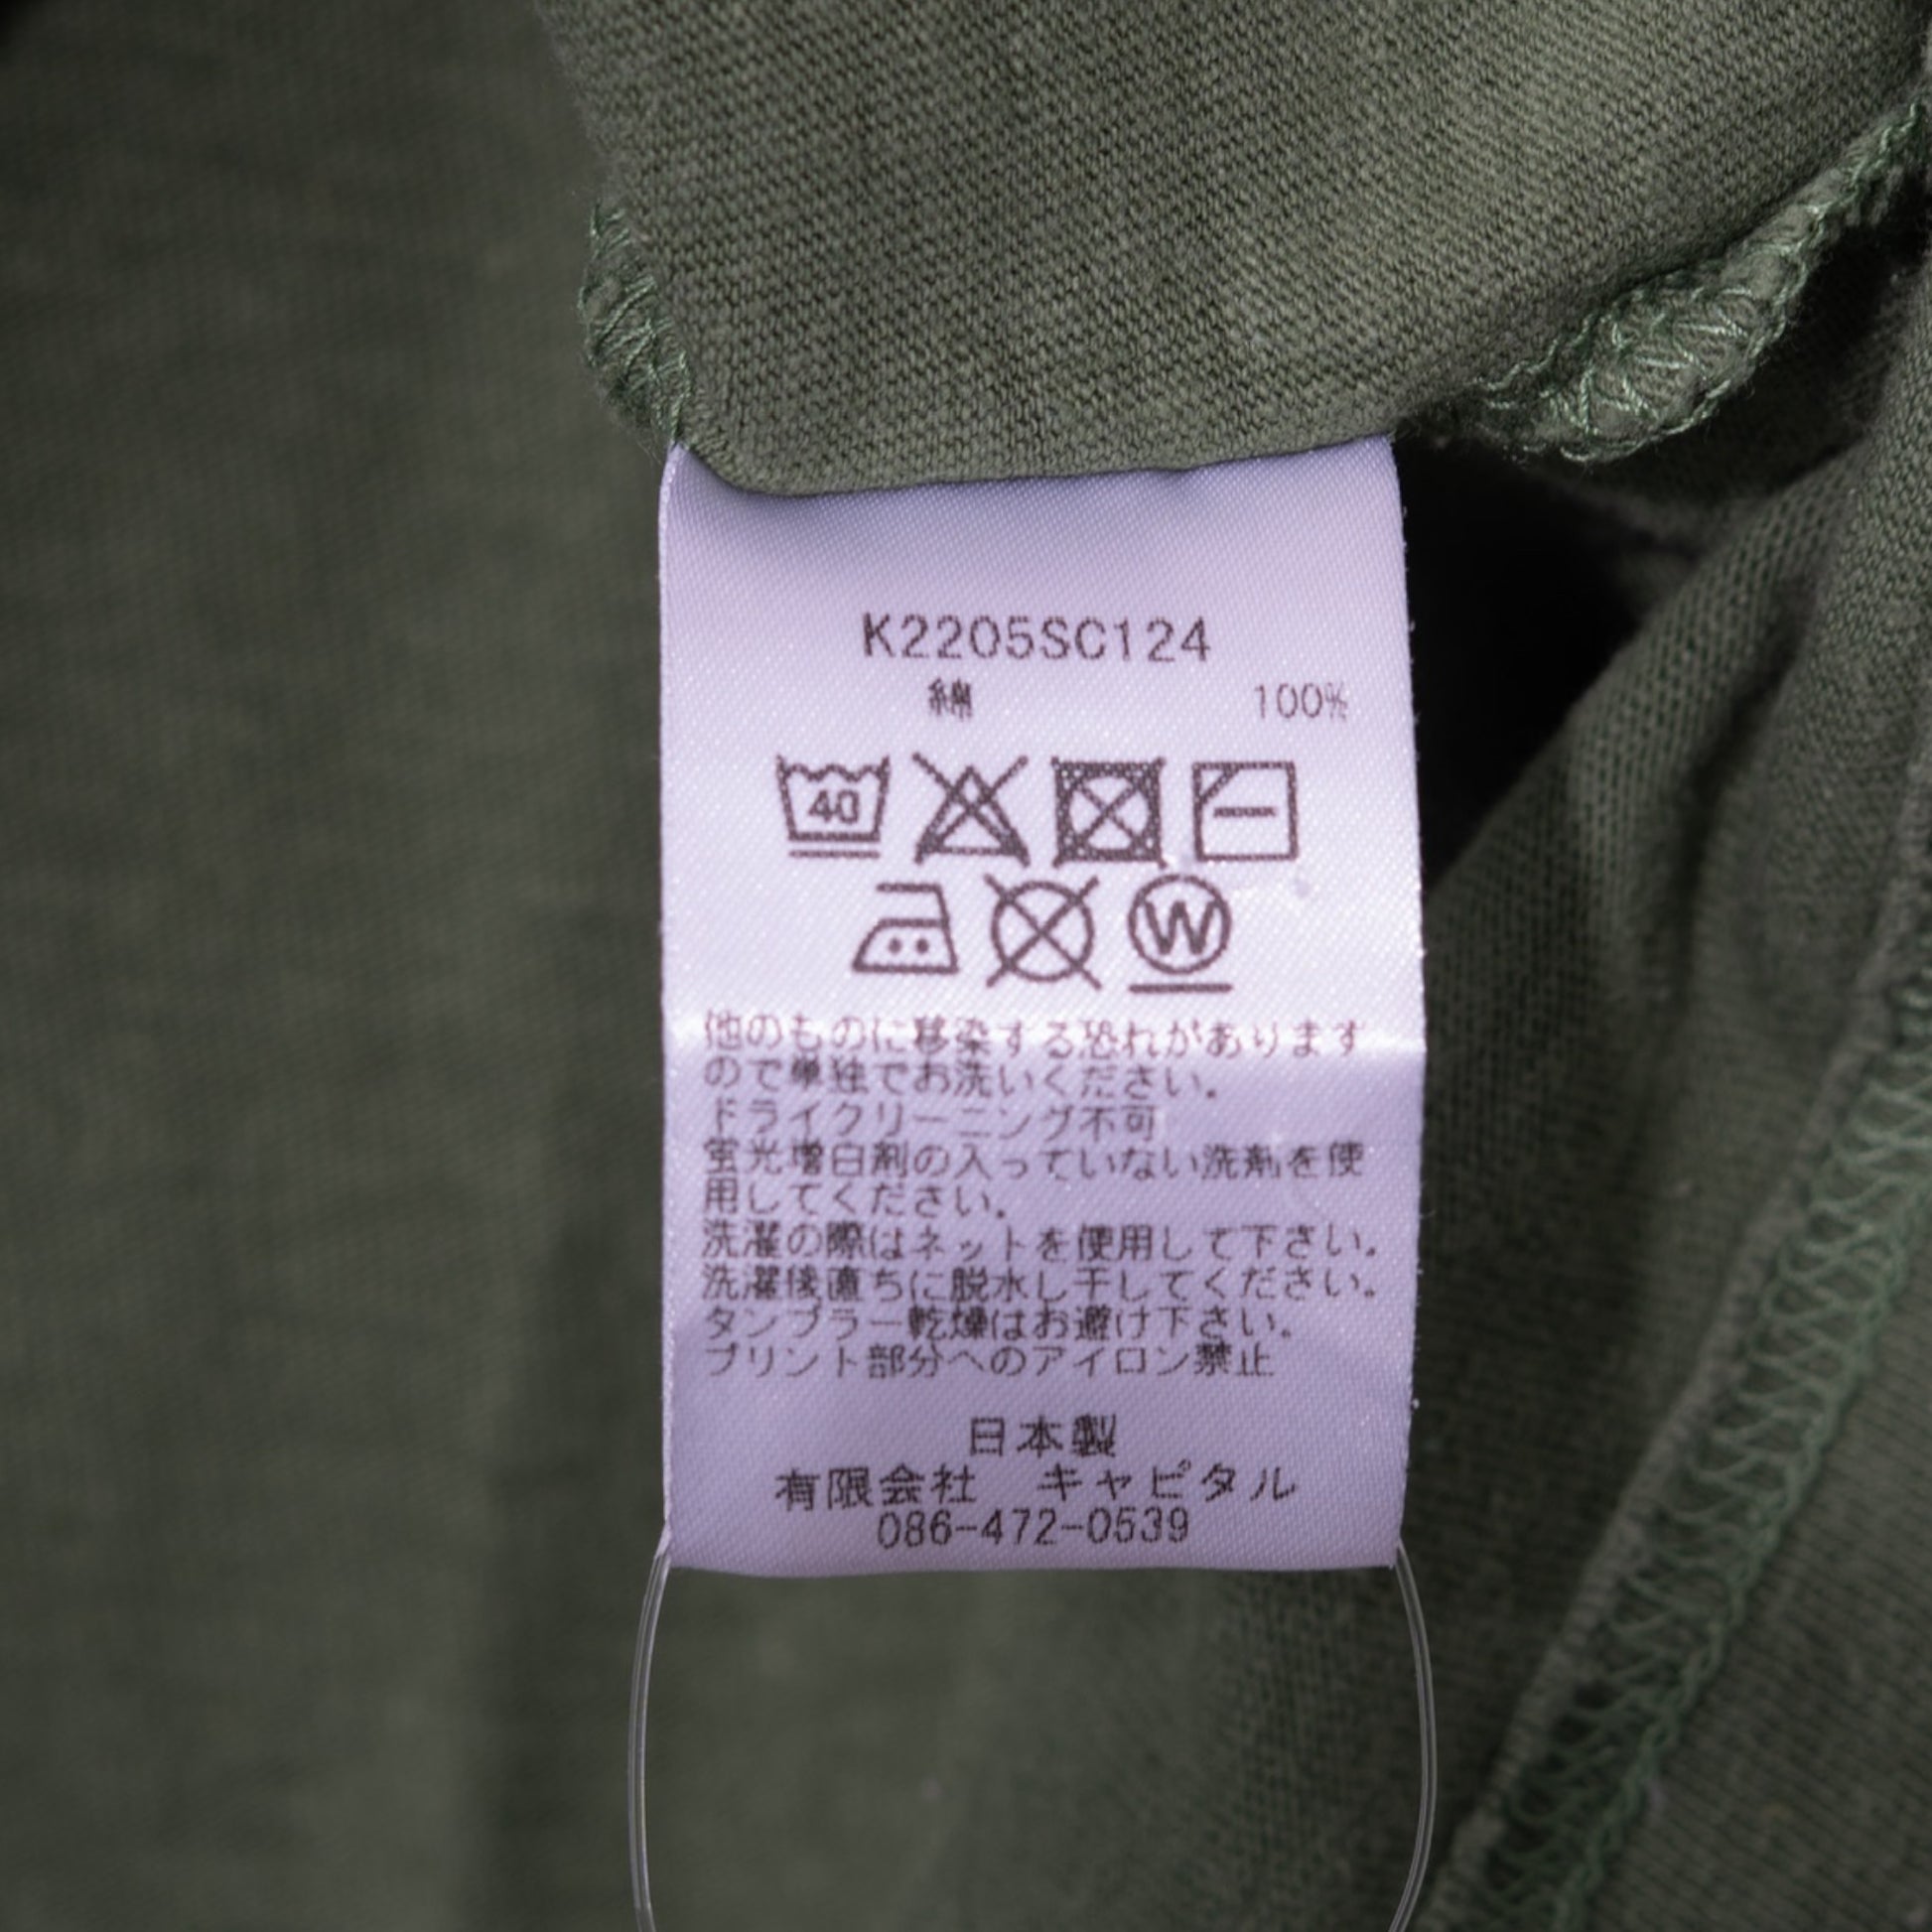 K2205SC124
綿 100%
40
W
他のものに移染する恐れがあります
ので単独でお洗いください。
ドライクリーニング不可
蛍光増白剤の入っていない洗剤を使
用してください。
洗濯の際はネットを使用して下さい。
洗濯後直ちに脱水し干してください。
タンブラー乾燥はお避け下さい。
プリント部分へのアイロン禁止
日本製
有限会社 キャピタル
086-472-0539